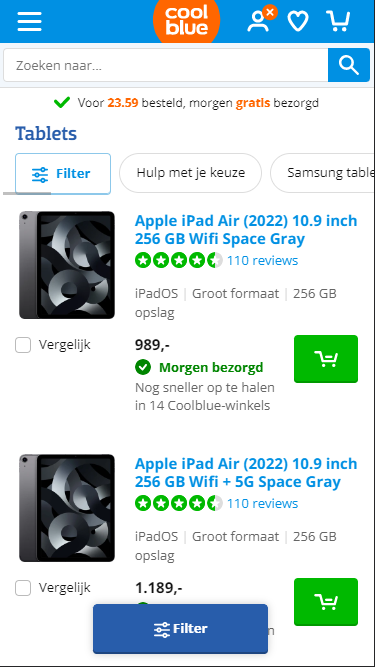 cool
blue
Zoeken naar...
Voor 23.59 besteld, morgen gratis bezorgd
Tablets
Filter
Hulp met je keuze
Samsung table
Apple iPad Air (2022) 10.9 inch
256 GB Wifi Space Gray
110 reviews
iPadOS | Groot formaat | 256 GB
opslag
Vergelijk
989,-
Morgen bezorgd
Nog sneller op te halen
in 14 Coolblue-winkels
Apple iPad Air (2022) 10.9 inch
256 GB Wifi + 5G Space Gray
110 reviews
iPadOS | Groot formaat | 256 GB
opslag
Vergelijk
1.189,-
Filter